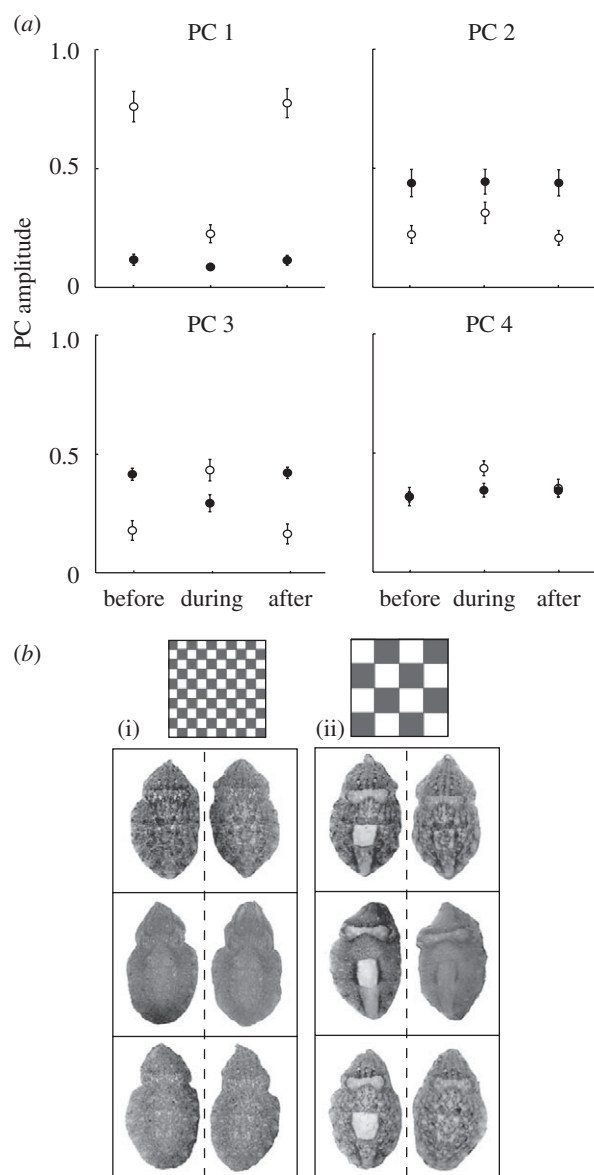 (a)
PC 1
PC 2
1.0
0.5
0
PC amplitude
PC 3
PC 4
1.0
0.5
0
before during after
before during after
(b)
(i)
(ii)